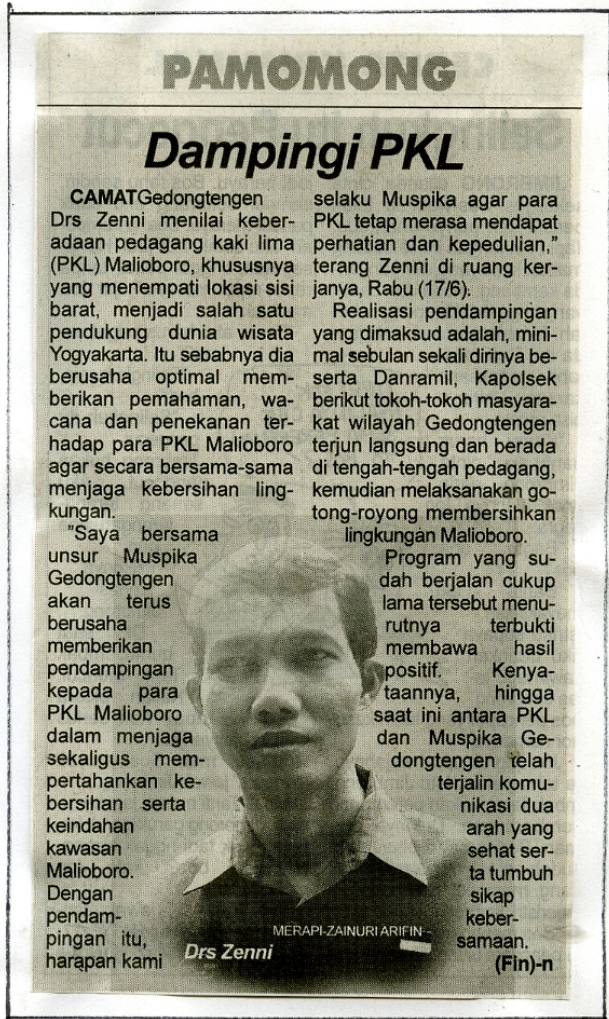 PAMOMONG
Dampingi PKL
CAMATGedongtengen
Drs Zenni menilai keber-
adaan pedagang kaki lima
(PKL) Malioboro, khususnya
yang menempati lokasi sisi
barat, menjadi salah satu
pendukung dunia wisata
Yogyakarta. Itu sebabnya dia
berusaha optimal mem-
berikan pemahaman, wa-
cana dan penekanan ter-
hadap para PKL Malioboro
agar secara bersama-sama
menjaga kebersihan ling-
kungan.
"Saya bersama
unsur Muspika
Gedongtengen
akan terus
berusaha
memberikan
pendampingan
kepada para
PKL Malioboro
dalam menjaga
sekaligus mem-
pertahankan ke-
bersihan serta
keindahan
kawasan
Malioboro.
Dengan
pendam-
pingan itu,
harapan kami
selaku Muspika agar para
PKL tetap merasa mendapat
perhatian dan kepedulian,"
terang Zenni di ruang ker-
janya, Rabu (17/6).
Realisasi pendampingan
yang dimaksud adalah, mini-
mal sebulan sekali dirinya be-
serta Danramil, Kapolsek
berikut tokoh-tokoh masyara-
kat wilayah Gedongtengen
terjun langsung dan berada
di tengah-tengah pedagang,
kemudian melaksanakan go-
tong-royong membersihkan
lingkungan Malioboro.
Program yang su-
dah berjalan cukup
lama tersebut menu-
rutnya terbukti
membawa hasil
positif. Kenya-
taannya, hingga
saat ini antara PKL
dan Muspika Ge-
dongtengen telah
terjalin komu-
nikasi dua
arah yang
sehat ser-
ta tumbuh
sikap
keber-
samaan.
(Fin)-n
MERAPI-ZAINURI ARIFIN
Drs Zenni